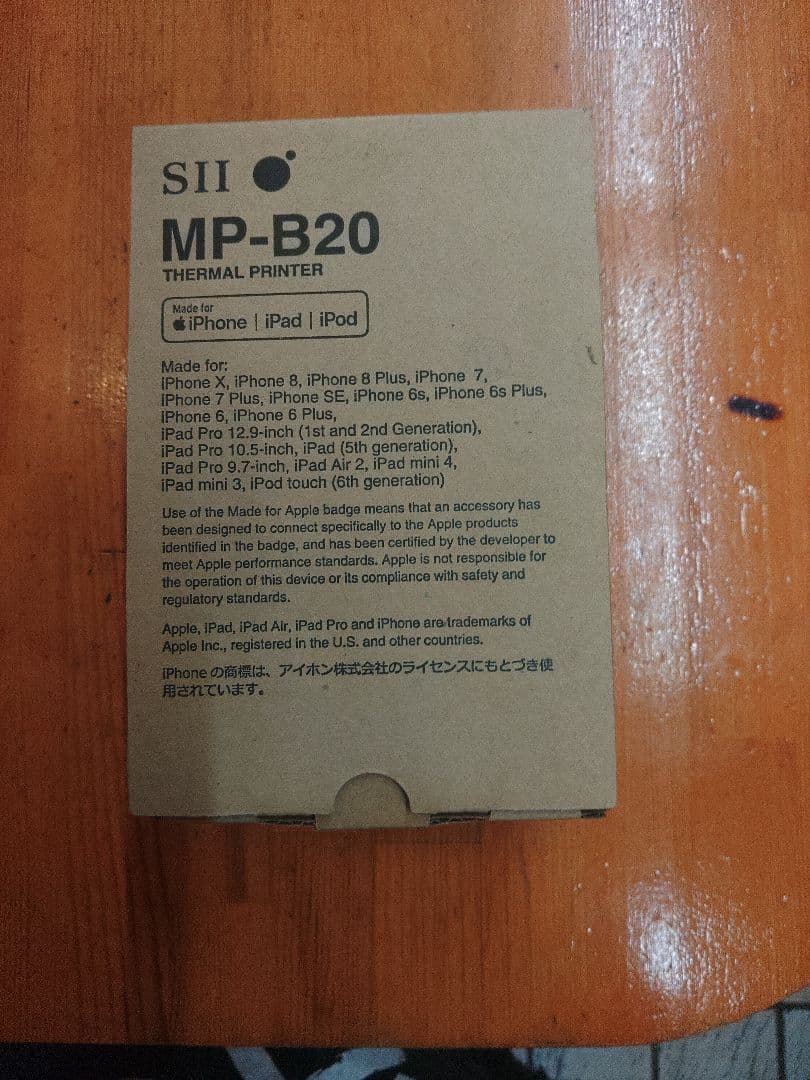 SII
MP-B20
THERMAL PRINTER
Made for
iPhone | iPad | iPod
Made for:
iPhone X, iPhone 8, iPhone 8 Plus, iPhone 7,
iPhone 7 Plus, iPhone SE, iPhone 6s, iPhone 6s Plus,
iPhone 6, iPhone 6 Plus,
iPad Pro 12.9-inch (1st and 2nd Generation),
iPad Pro 10.5-inch, iPad (5th generation),
iPad Pro 9.7-inch, iPad Air 2, iPad mini 4,
iPad mini 3, iPod touch (6th generation)
Use of the Made for Apple badge means that an accessory has
been designed to connect specifically to the Apple products
identified in the badge, and has been certified by the developer to
meet Apple performance standards. Apple is not responsible for
the operation of this device or its compliance with safety and
regulatory standards.
Apple, iPad, iPad Air, iPad Pro and iPhone are trademarks of
Apple Inc., registered in the U.S. and other countries.
iPhone の商標は、アイホン株式会社のライセンスにもとづき使
用されています。